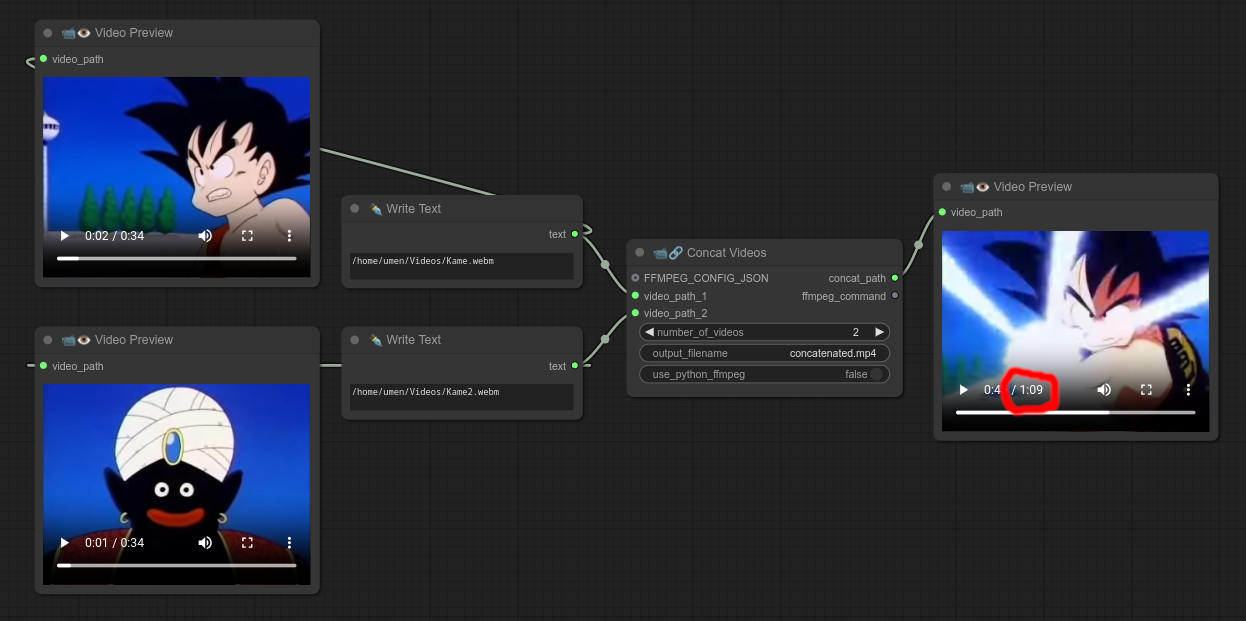 Video Preview
video_path
0:02 / 0:34
Write Text
text
/home/umen/Videos/Kame.webm
Video Preview
video_path
0:01 / 0:34
Write Text
text
/home/umen/Videos/Kame2.webm
Concat Videos
FFMPEG_CONFIG_JSON
concat_path
video_path_1
ffmpeg_command
video_path_2
number_of_videos
2
output_filename
concatenated.mp4
use_python_ffmpeg
false
Video Preview
video_path
/ 1:09